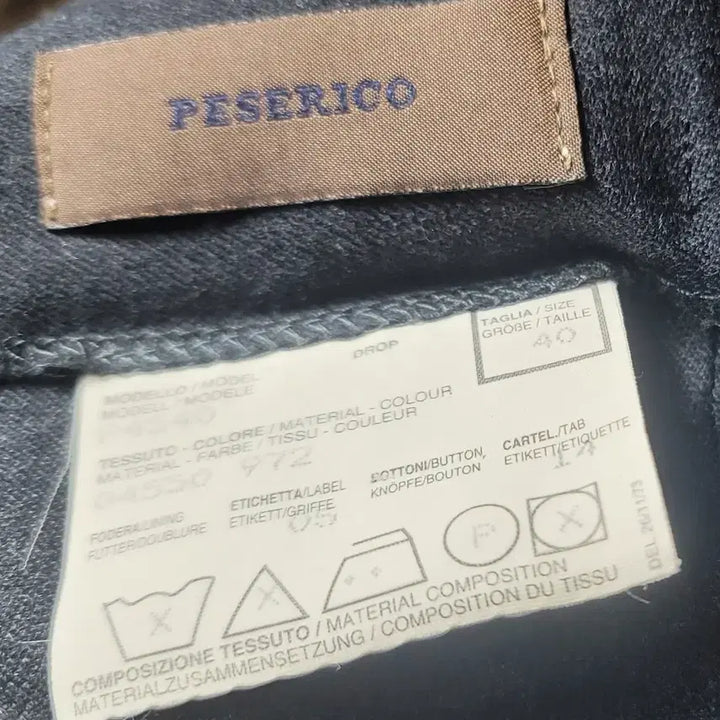 PESERICO
DROP
TAGLIA / SIZE
GRÖBE / TAILLE
40
MODELLO / MODEL
MODELL / MODELE
TESSUTO - COLORE / MATERIAL - COLOUR
MATERIAL - FARBE / TISSU - COULEUR
972
FODERA/LINING
FUTTER/DOUBLURE
ETICHETTA/LABEL
ETIKETT/GRIFFE
05
BOTTONI/BUTTON
KNÖPFE/BOUTON
CARTEL./TAB
ETIKETT/ETIQUETTE
X
X
F
X
COMPOSIZIONE TESSUTO / MATERIAL COMPOSITION
MATERIALZUSAMMENSETZUNG / COMPOSITION DU TISSU